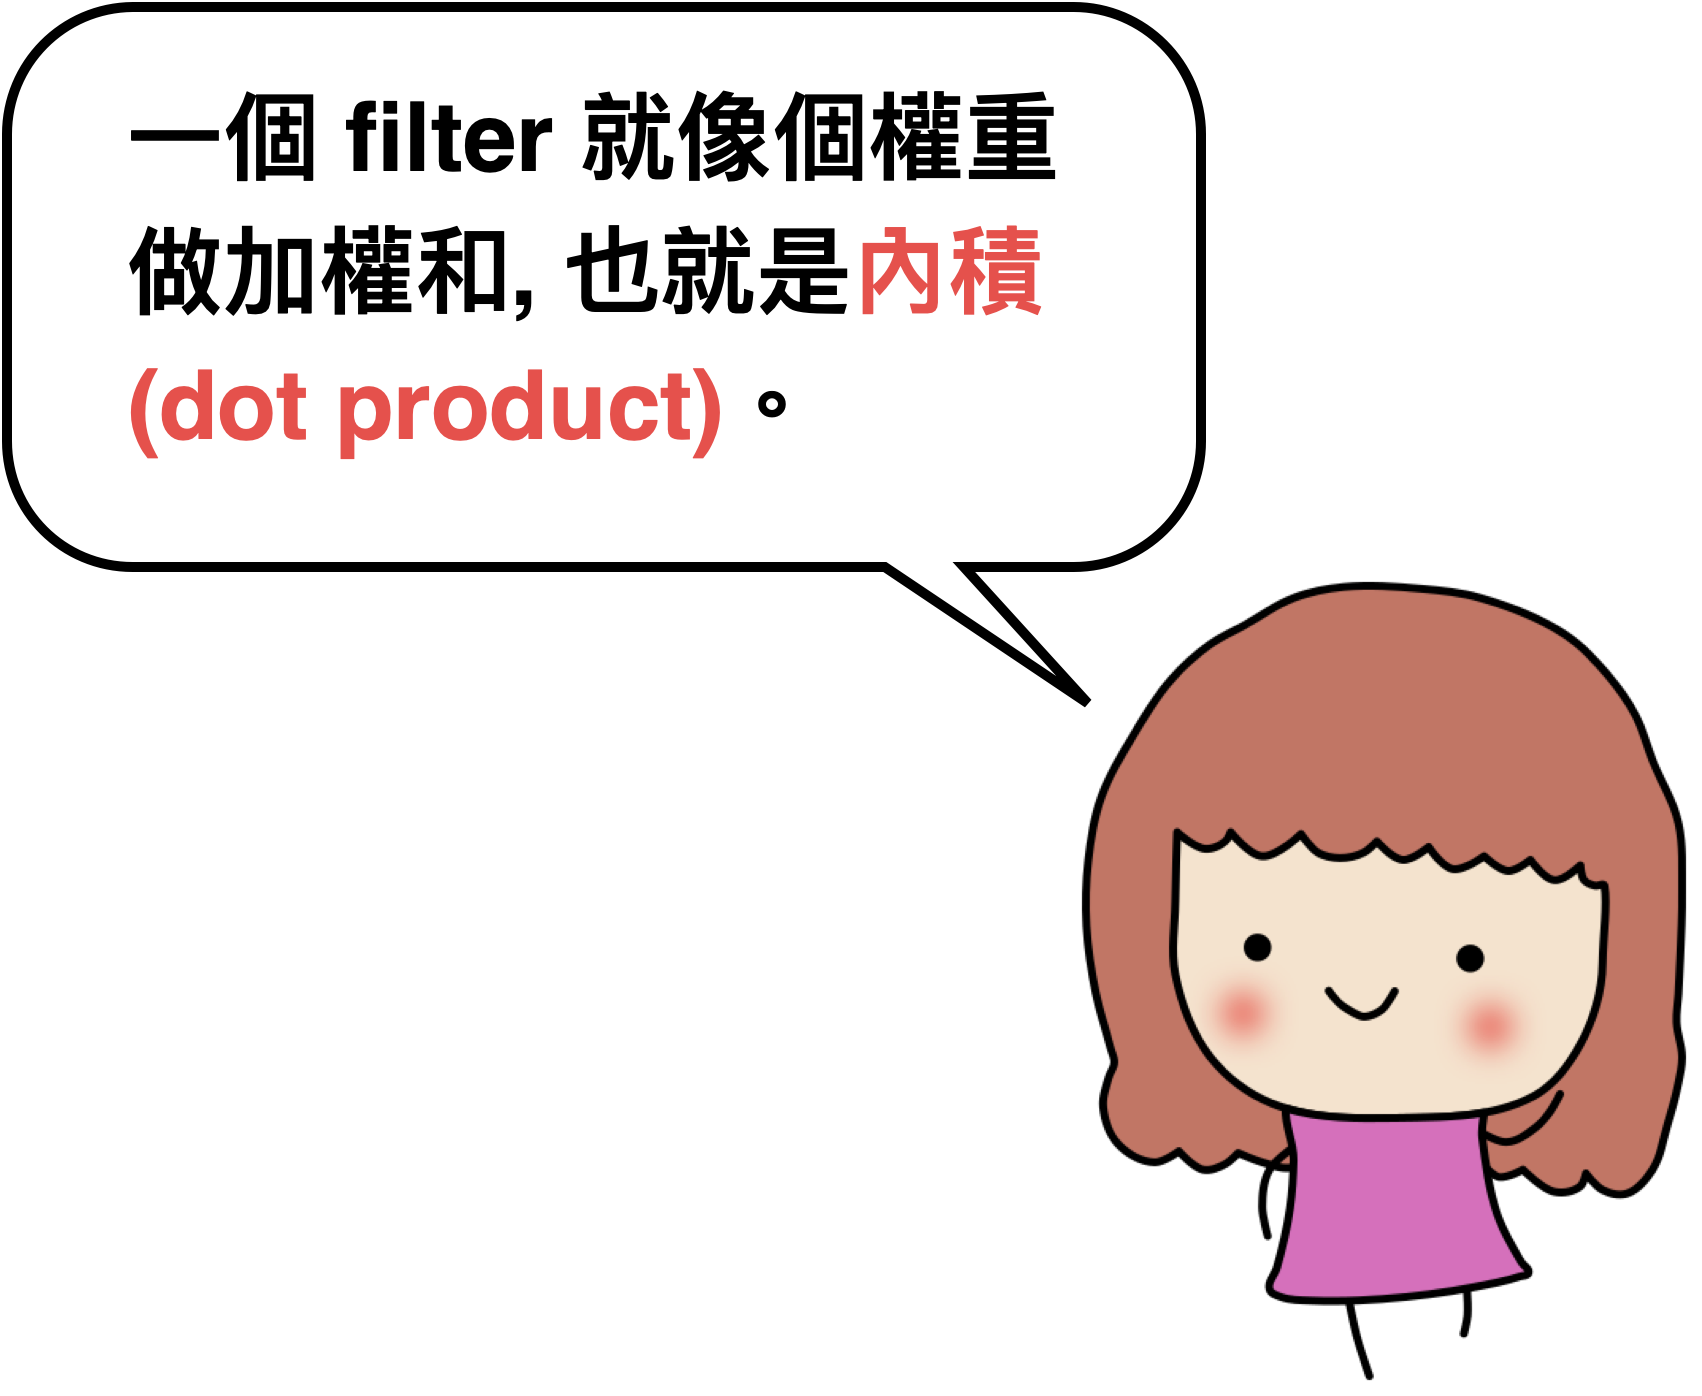 一個 filter 就像個權重
做加權和, 也就是內積
(dot product)。